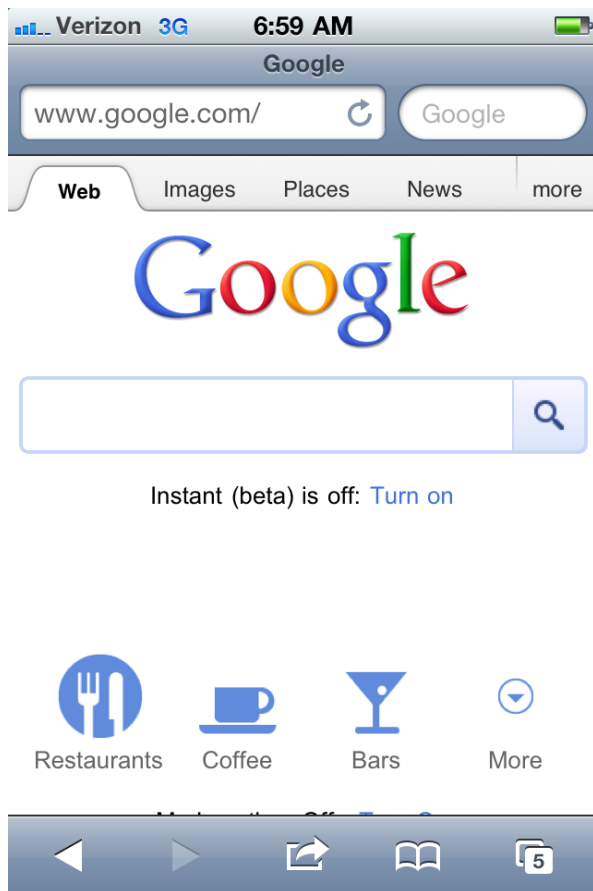 Verizon 3G 6:59 AM
Google
www.google.com/ Google
Web Images Places News more
Google
Instant (beta) is off: Turn on
Restaurants Coffee Bars More
5